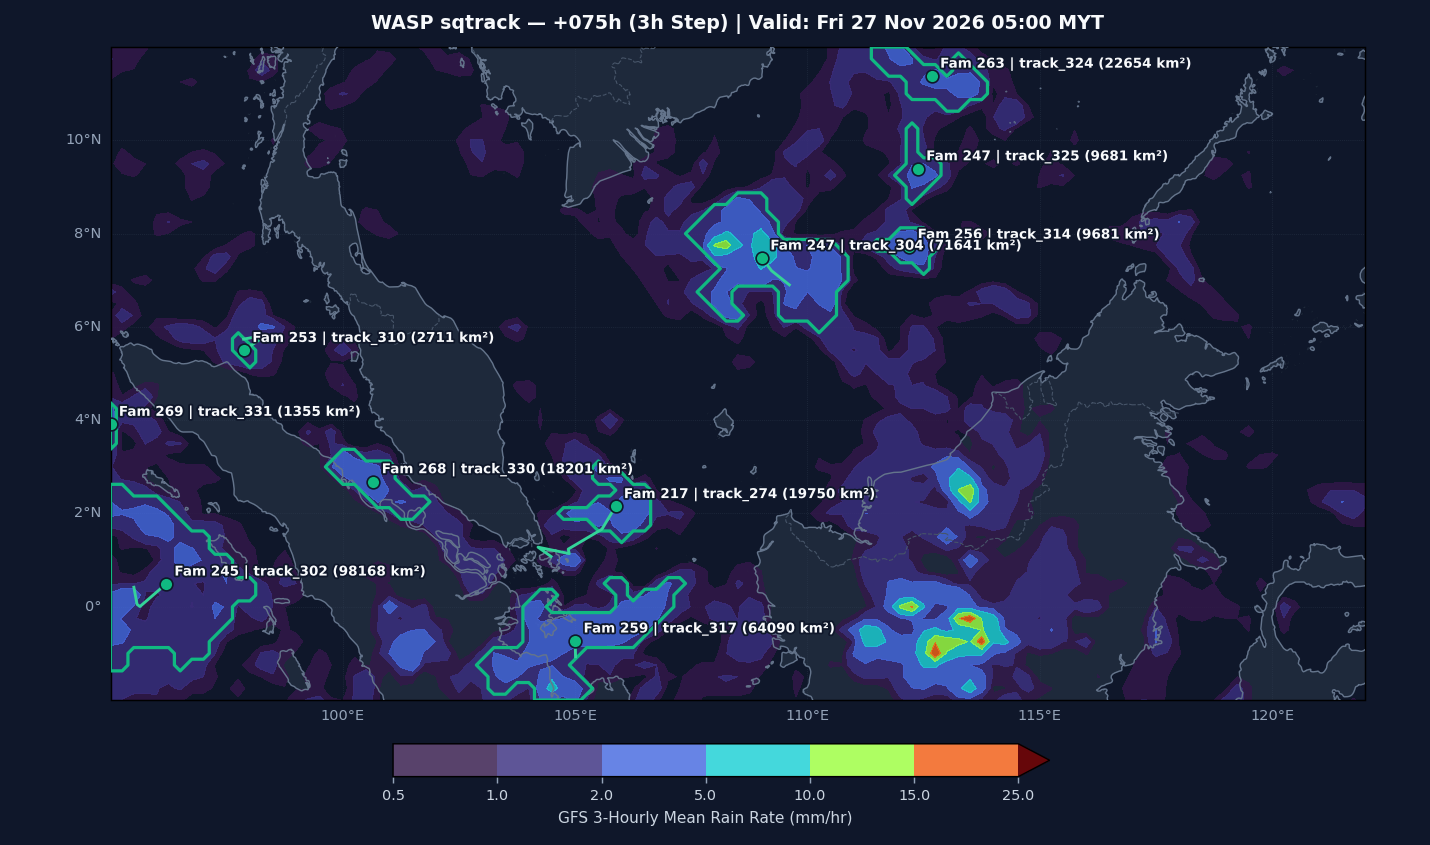 WASP sqtrack — +075h (3h Step) | Valid: Fri 27 Nov 2026 05:00 MYT
Fam 263 | track_324 (22654 km²)
10°N
Fam 247 | track_325 (9681 km²)
8°N
Fam 256 | track_314 (9681 km²)
Fam 247 | track_304 (71641 km²)
6°N
Fam 253 | track_310 (2711 km²)
4°N
Fam 269 | track_331 (1355 km²)
Fam 268 | track_330 (18201 km²)
Fam 217 | track_274 (19750 km²)
2°N
Fam 245 | track_302 (98168 km²)
0°
Fam 259 | track_317 (64090 km²)
100°E 105°E 110°E 115°E 120°E
0.5 1.0 2.0 5.0 10.0 15.0 25.0
GFS 3-Hourly Mean Rain Rate (mm/hr)